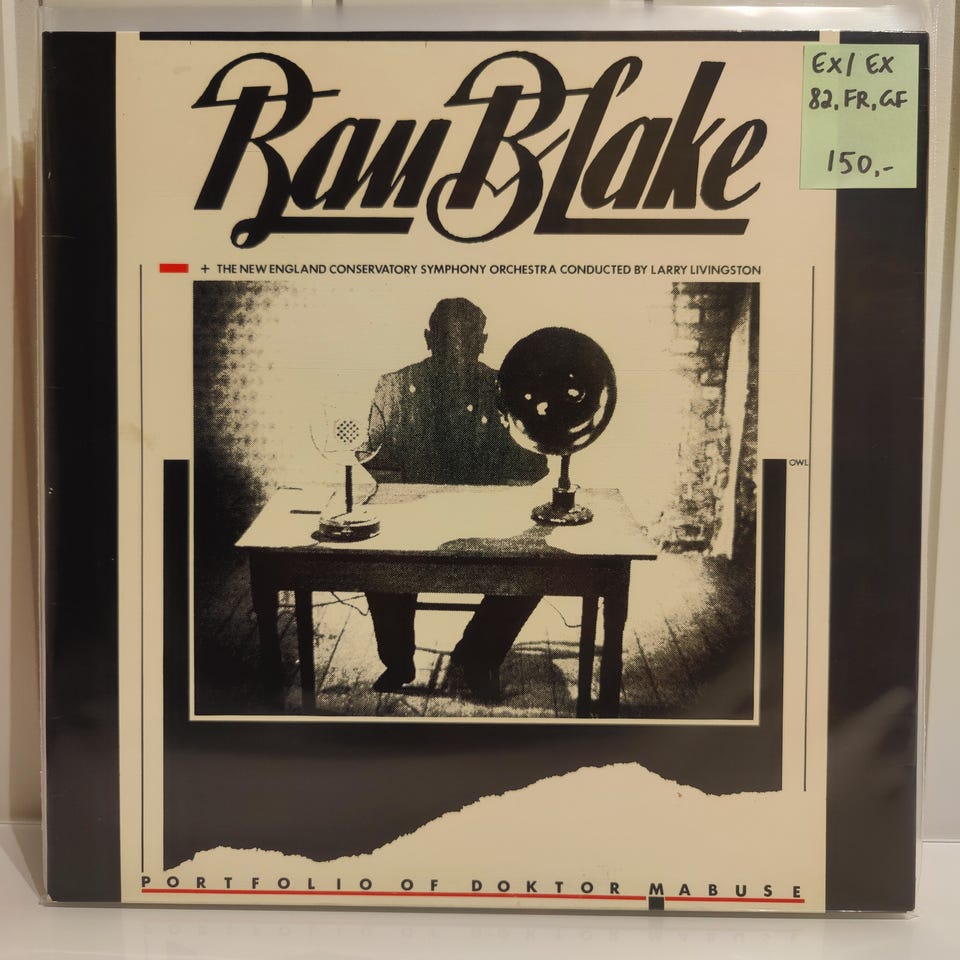 Ran Blake
EX/ EX
82, FR, GF
150,-
+ THE NEW ENGLAND CONSERVATORY SYMPHONY ORCHESTRA CONDUCTED BY LARRY LIVINGSTON
OWL
PORTFOLIO OF DOKTOR MABUSE